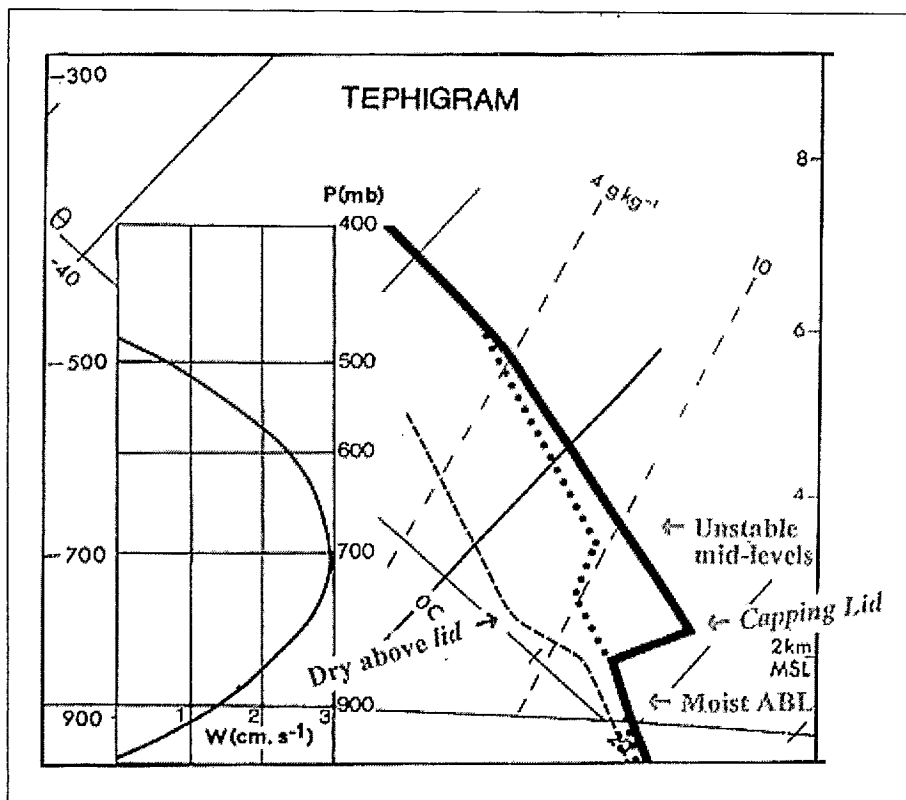 -300
TEPHIGRAM
8
P(mb)
400
4 g kg⁻¹
θ
-40
10
6
-500
500
600
4
⇐ Unstable
mid-levels
-700
700
0C
⇐ Capping Lid
Dry above lid →
2km
MSL
⇐ Moist ABL
900
1
2
3
900
W(cm. s⁻¹)